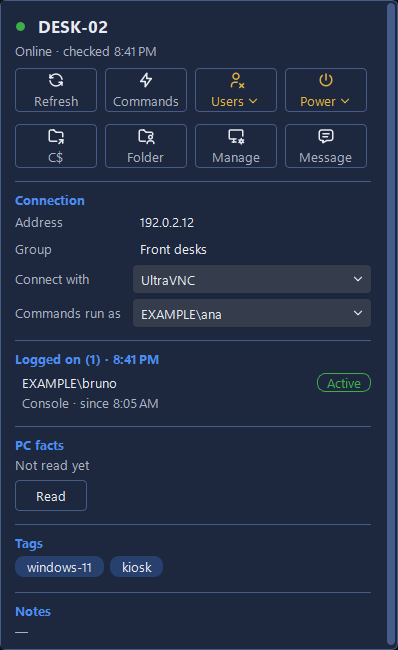 DESK-02
Online · checked 8:41 PM
Refresh
Commands
Users
Power
C$
Folder
Manage
Message
Connection
Address 192.0.2.12
Group Front desks
Connect with UltraVNC
Commands run as EXAMPLE\ana
Logged on (1) · 8:41 PM
EXAMPLE\bruno Active
Console · since 8:05 AM
PC facts
Not read yet
Read
Tags
windows-11 kiosk
Notes
—